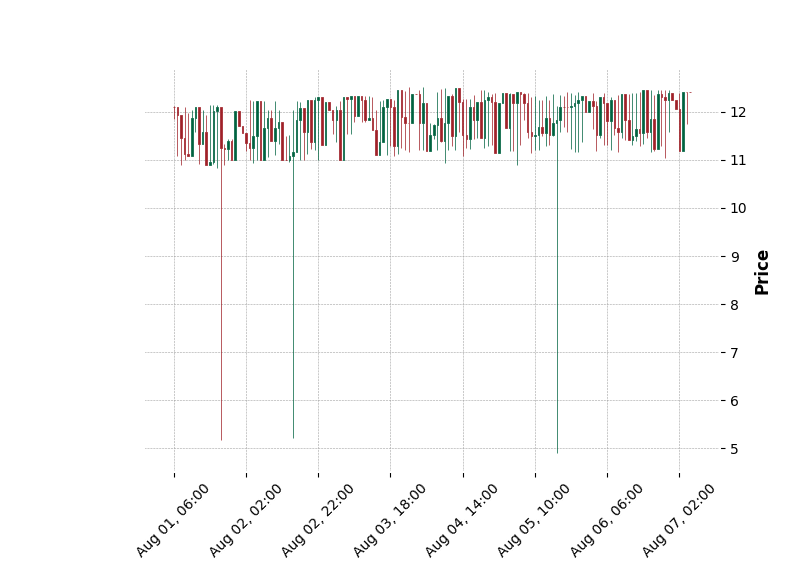 12
11
10
9
8
7
6
5
Price
Aug 01, 06:00
Aug 02, 02:00
Aug 02, 22:00
Aug 03, 18:00
Aug 04, 14:00
Aug 05, 10:00
Aug 06, 06:00
Aug 07, 02:00